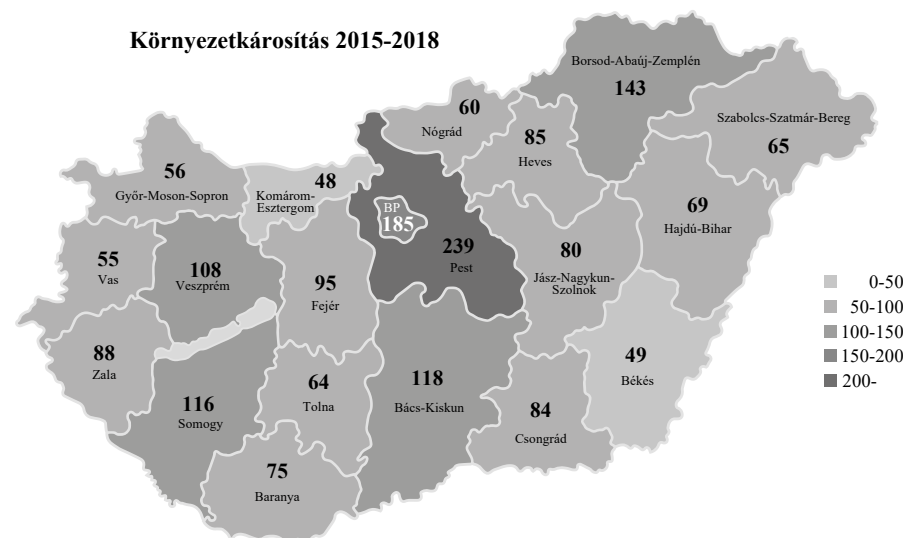 Környezetkárosítás 2015-2018
Borsod-Abaúj-Zemplén
143
60
Nógrád
Szabolcs-Szatmár-Bereg
65
85
Heves
56
Győr-Moson-Sopron
48
Komárom-
Esztergom
69
Hajdú-Bihar
BP
185
239
Pest
80
Jász-Nagykun-
Szolnok
55
Vas
108
Veszprém
95
Fejér
0-50
50-100
100-150
150-200
200-
88
Zala
49
Békés
64
Tolna
118
Bács-Kiskun
116
Somogy
84
Csongrád
75
Baranya